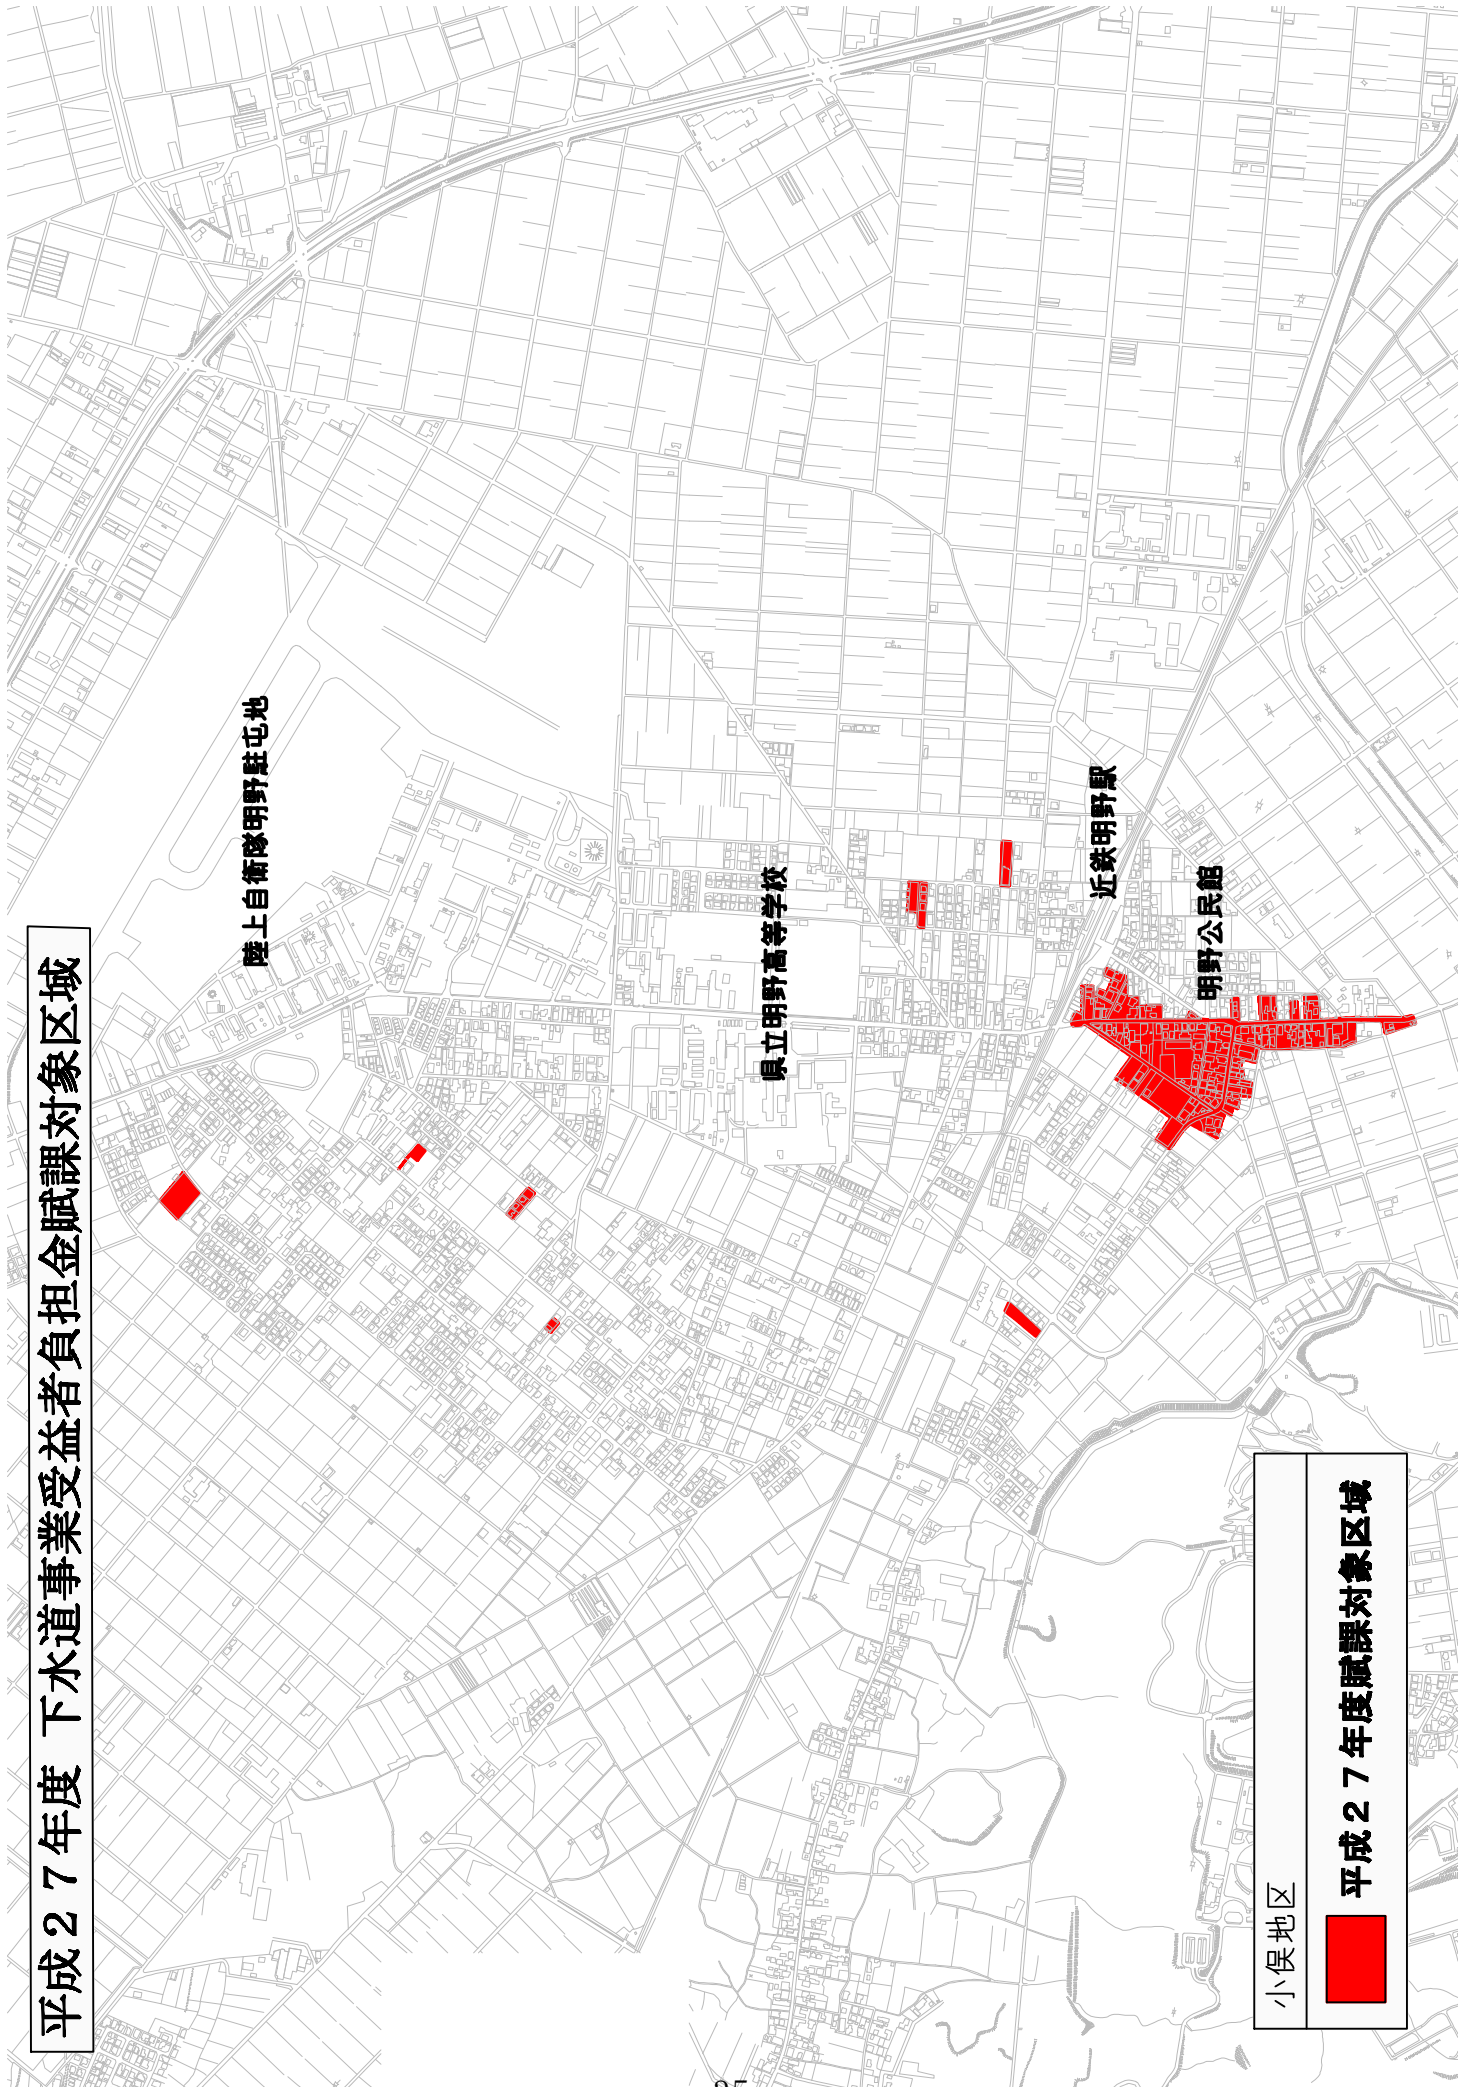 平成２７年度 下水道事業受益者負担金賦課対象区域
陸上自衛隊明野駐屯地
県立明野高等学校
近鉄明野駅
明野公民館
小俣地区
平成２７年度賦課対象区域